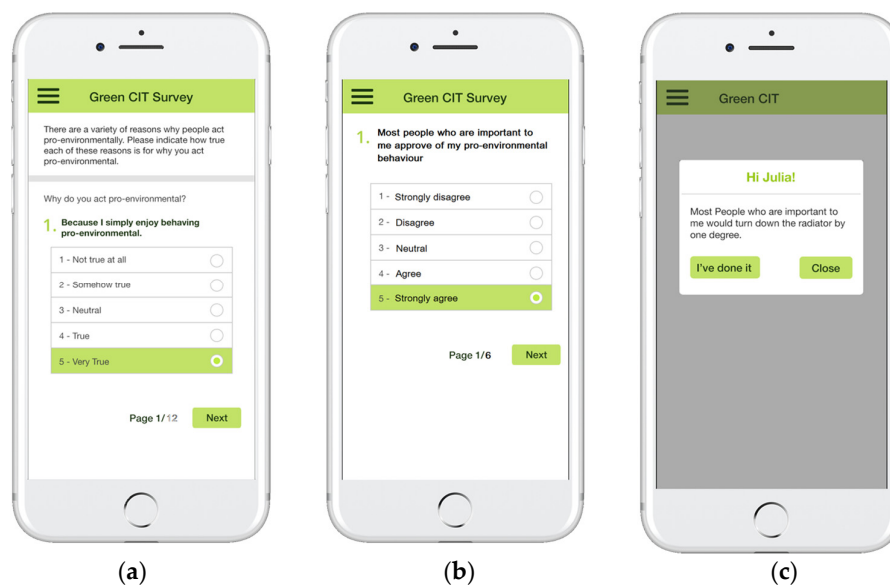 Green CIT Survey
There are a variety of reasons why people act
pro-environmentally. Please indicate how true
each of these reasons is for why you act
pro-environmental.
Why do you act pro-environmental?
1. Because I simply enjoy behaving
pro-environmental.
1 - Not true at all
2 - Somehow true
3 - Neutral
4 - True
5 - Very True
Page 1/12 Next
(a)
Green CIT Survey
1. Most people who are important to
me approve of my pro-environmental
behaviour
1 - Strongly disagree
2 - Disagree
3 - Neutral
4 - Agree
5 - Strongly agree
Page 1/6 Next
(b)
Green CIT
Hi Julia!
Most People who are important to
me would turn down the radiator by
one degree.
I've done it Close
(c)